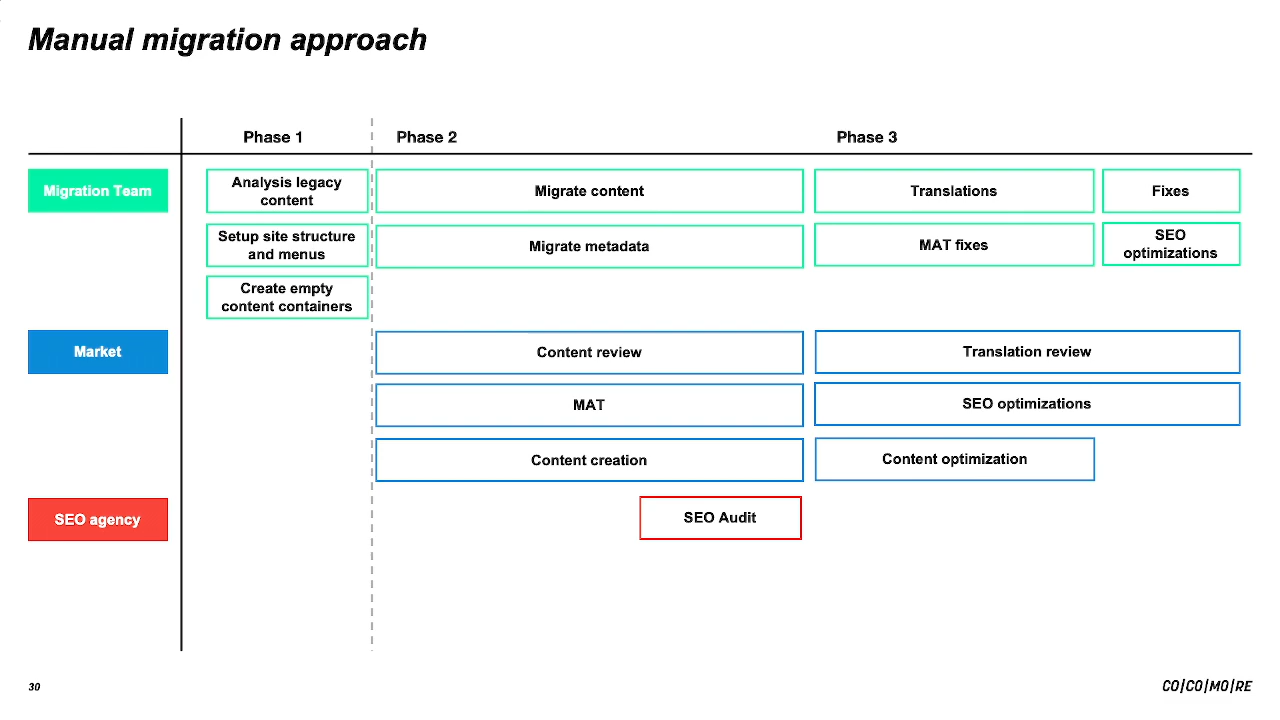 Manual migration approach
Phase 1
Phase 2
Phase 3
Migration Team
Analysis legacy
content
Migrate content
Translations
Fixes
Setup site structure
and menus
Migrate metadata
MAT fixes
SEO
optimizations
Create empty
content containers
Market
Content review
Translation review
MAT
SEO optimizations
Content creation
Content optimization
SEO agency
SEO Audit
30
CO|CO|MO|RE